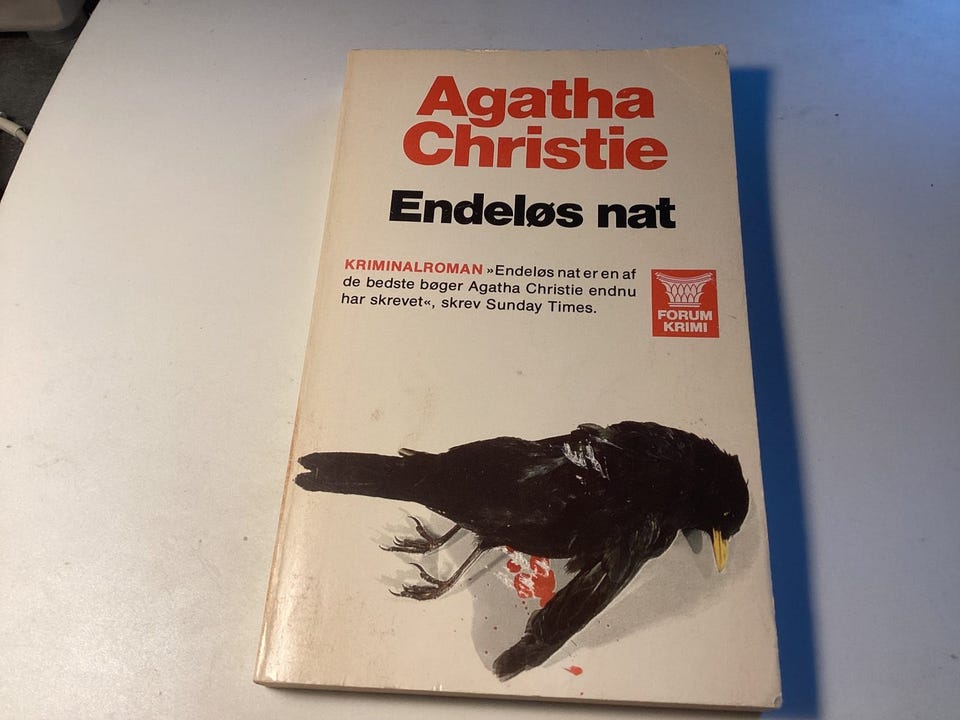 Agatha
Christie
Endeløs nat
KRIMINALROMAN »Endeløs nat er en af
de bedste bøger Agatha Christie endnu
har skrevet«, skrev Sunday Times.
FORUM
KRIMI